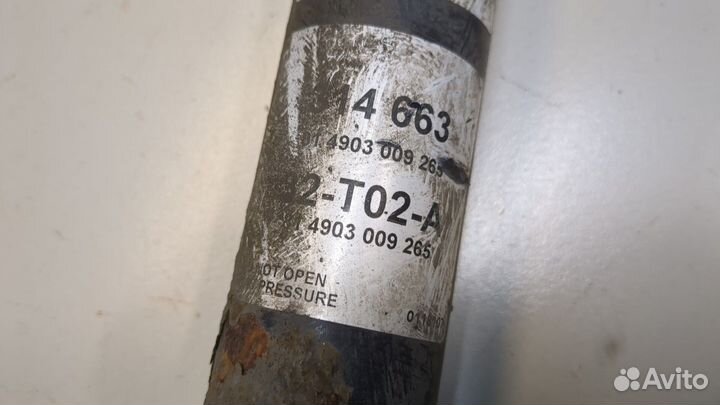 14 663
4903 009 265
2-T02-A
4903 009 265
OT OPEN
PRESSURE
Avito